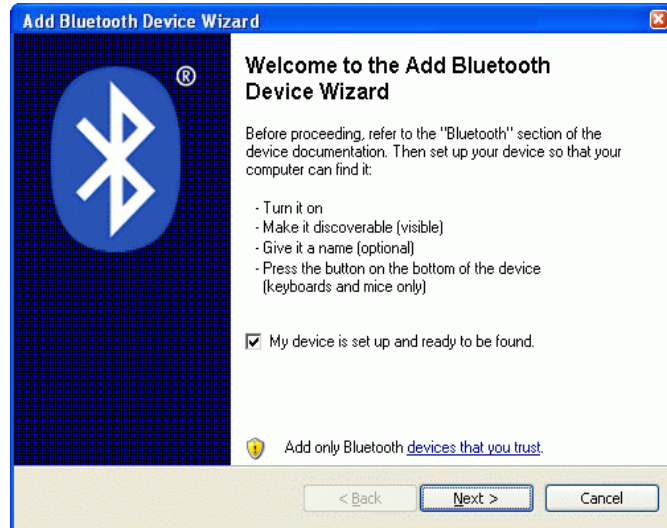 Add Bluetooth Device Wizard
Welcome to the Add Bluetooth
Device Wizard
®
Before proceeding, refer to the "Bluetooth" section of the
device documentation. Then set up your device so that your
computer can find it:
- Turn it on
- Make it discoverable (visible)
- Give it a name (optional)
- Press the button on the bottom of the device
(keyboards and mice only)
My device is set up and ready to be found.
Add only Bluetooth devices that you trust.
< Back Next > Cancel